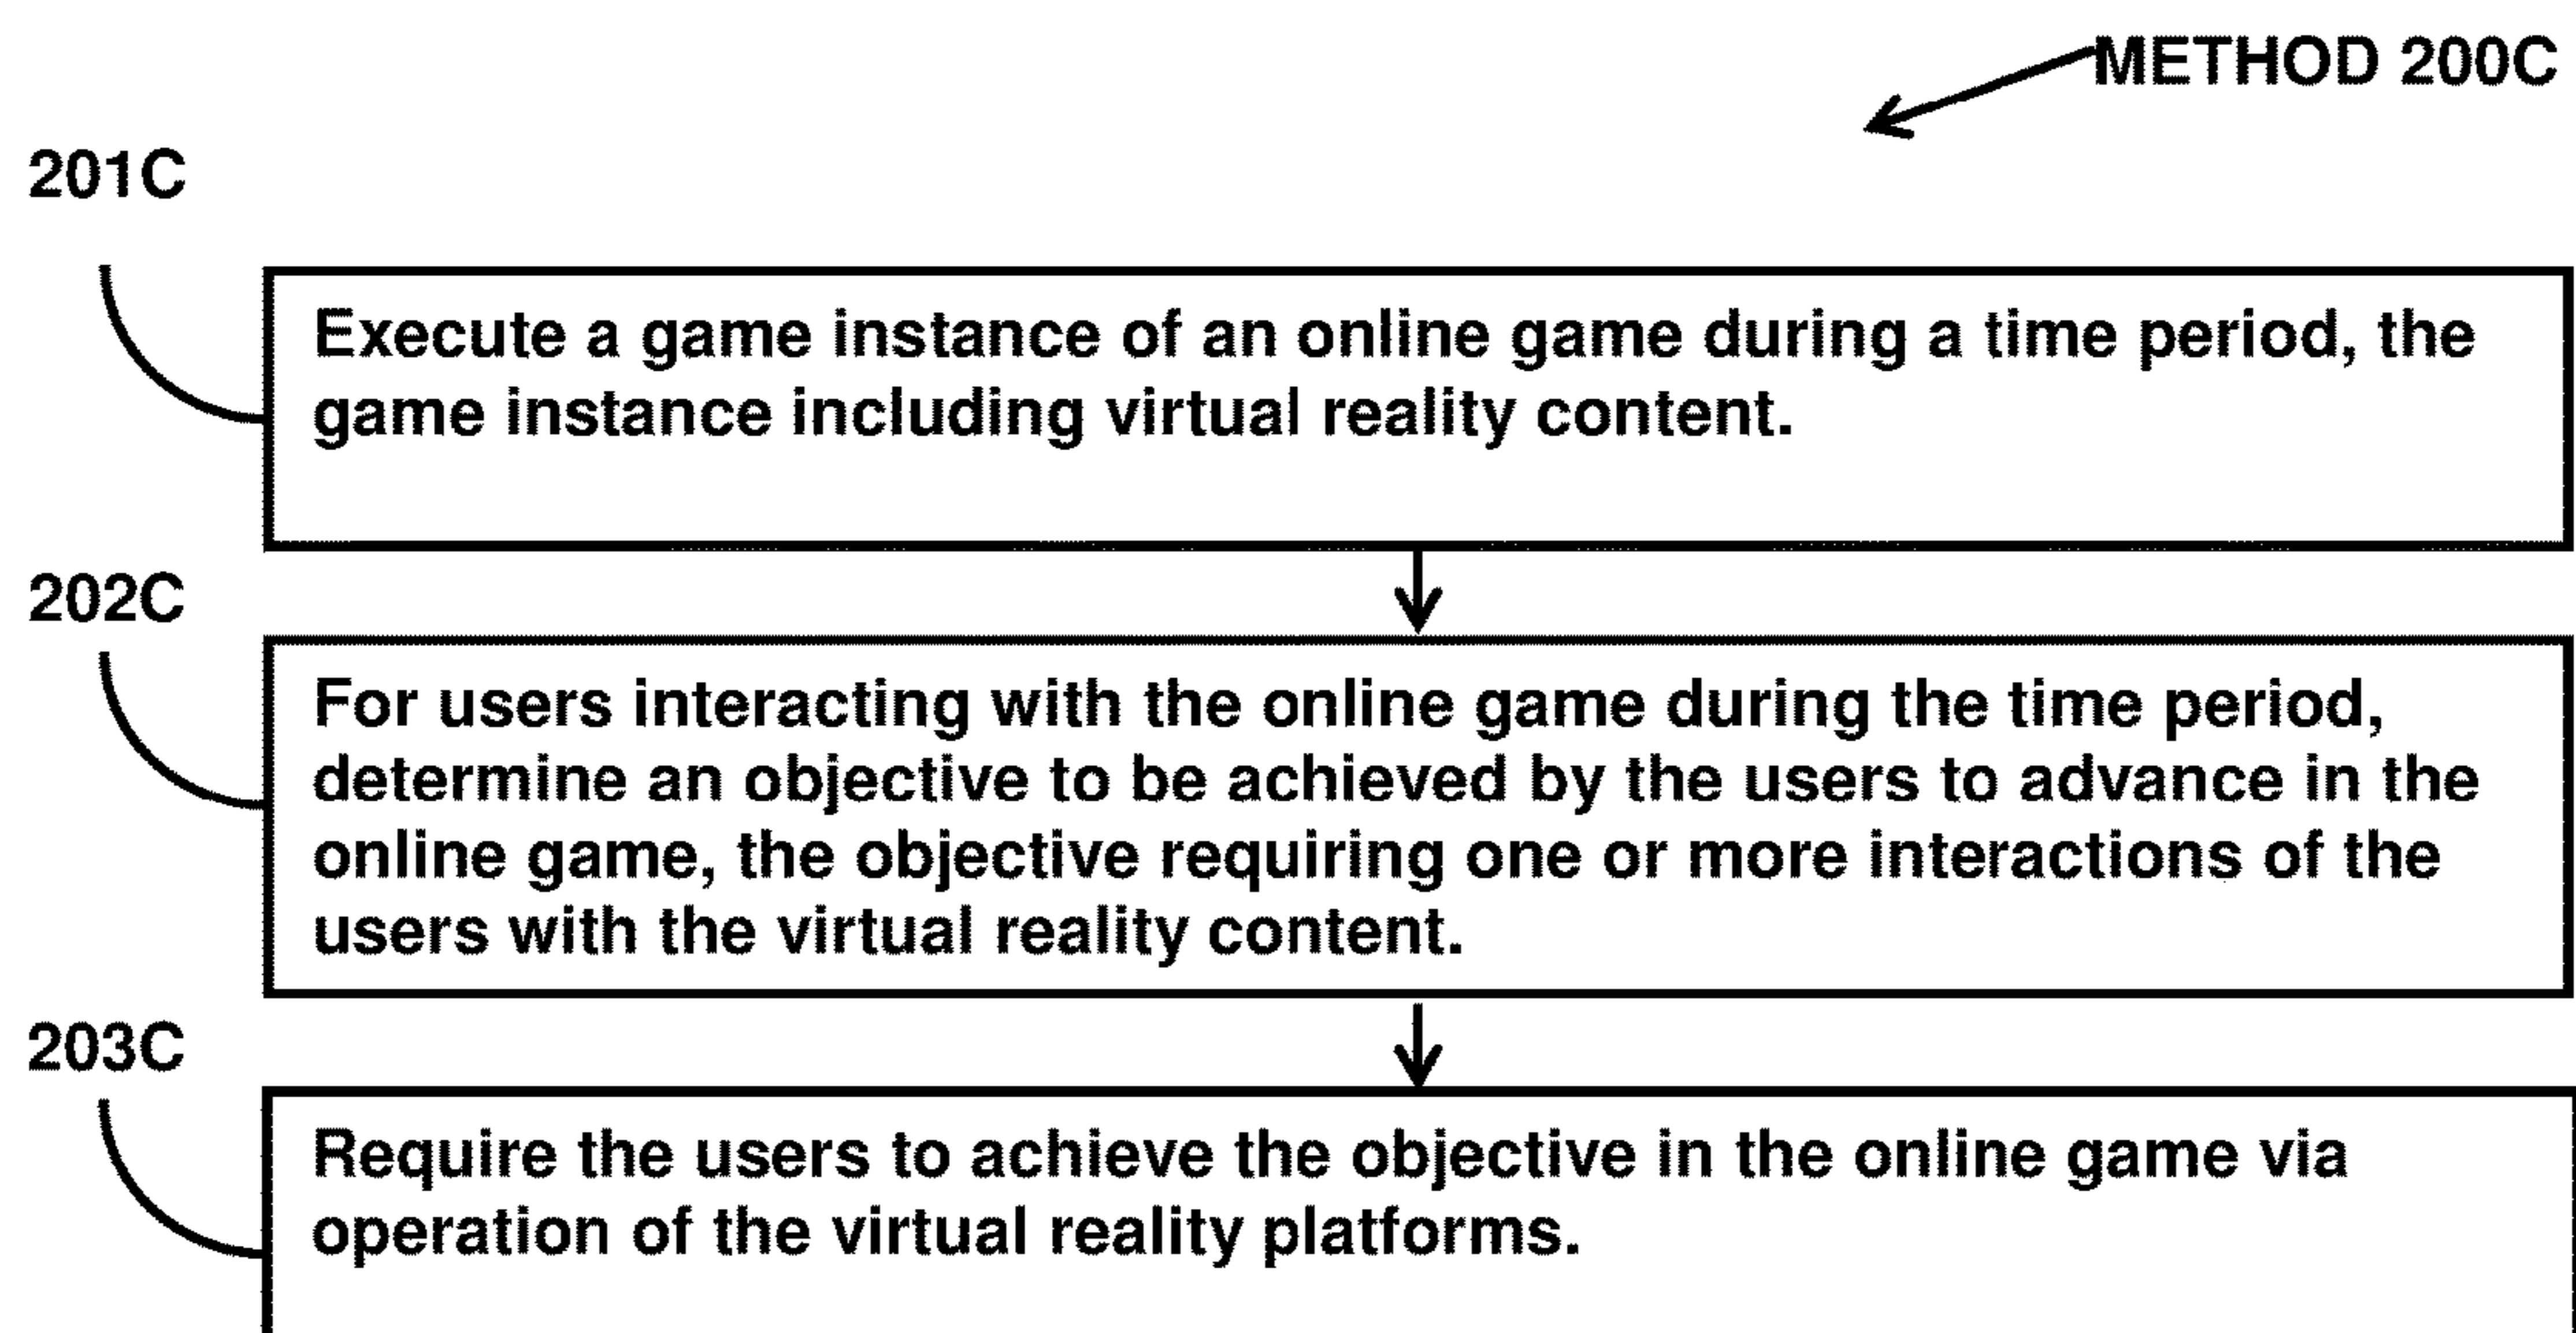 METHOD 200C
201C
Execute a game instance of an online game during a time period, the
game instance including virtual reality content.
202C
For users interacting with the online game during the time period,
determine an objective to be achieved by the users to advance in the
online game, the objective requiring one or more interactions of the
users with the virtual reality content.
203C
Require the users to achieve the objective in the online game via
operation of the virtual reality platforms.